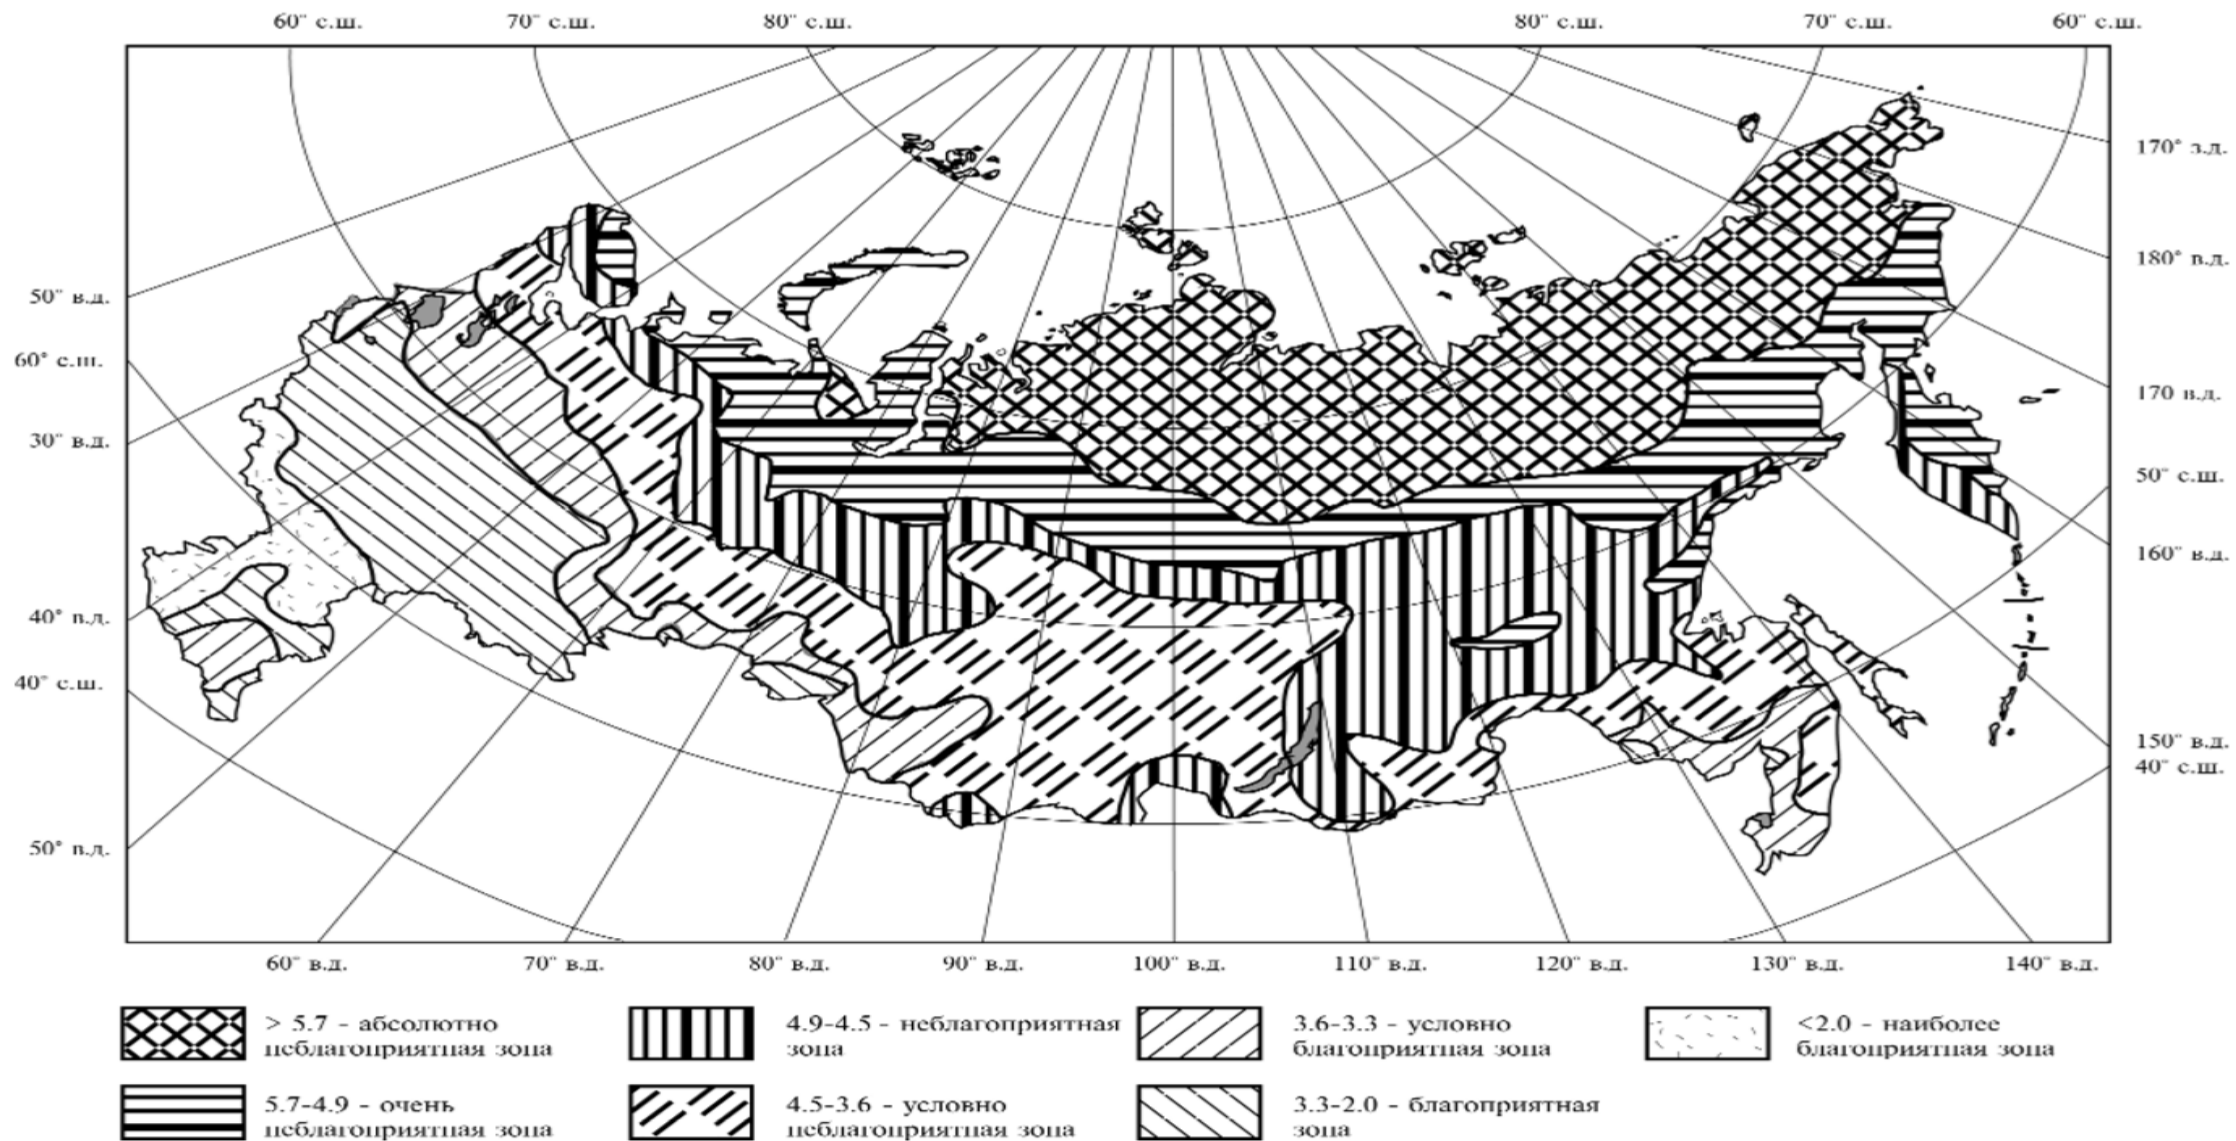 60° с.ш.
70° с.ш.
80° с.ш.
80° с.ш.
70° с.ш.
60° с.ш.
50° в.д.
60° с.ш.
30° в.д.
40° в.д.
40° с.ш.
50° в.д.
170° з.д.
180° в.д.
170 в.д.
50° с.ш.
160° в.д.
150° в.д.
40° с.ш.
60° в.д.
70° в.д.
80° в.д.
90° в.д.
100° в.д.
110° в.д.
120° в.д.
130° в.д.
140° в.д.
> 5.7 - абсолютно
неблагоприятная зона
5.7-4.9 - очень
неблагоприятная зона
4.9-4.5 - неблагоприятная
зона
4.5-3.6 - условно
неблагоприятная зона
3.6-3.3 - условно
благоприятная зона
3.3-2.0 - благоприятная
зона
<2.0 - наиболее
благоприятная зона